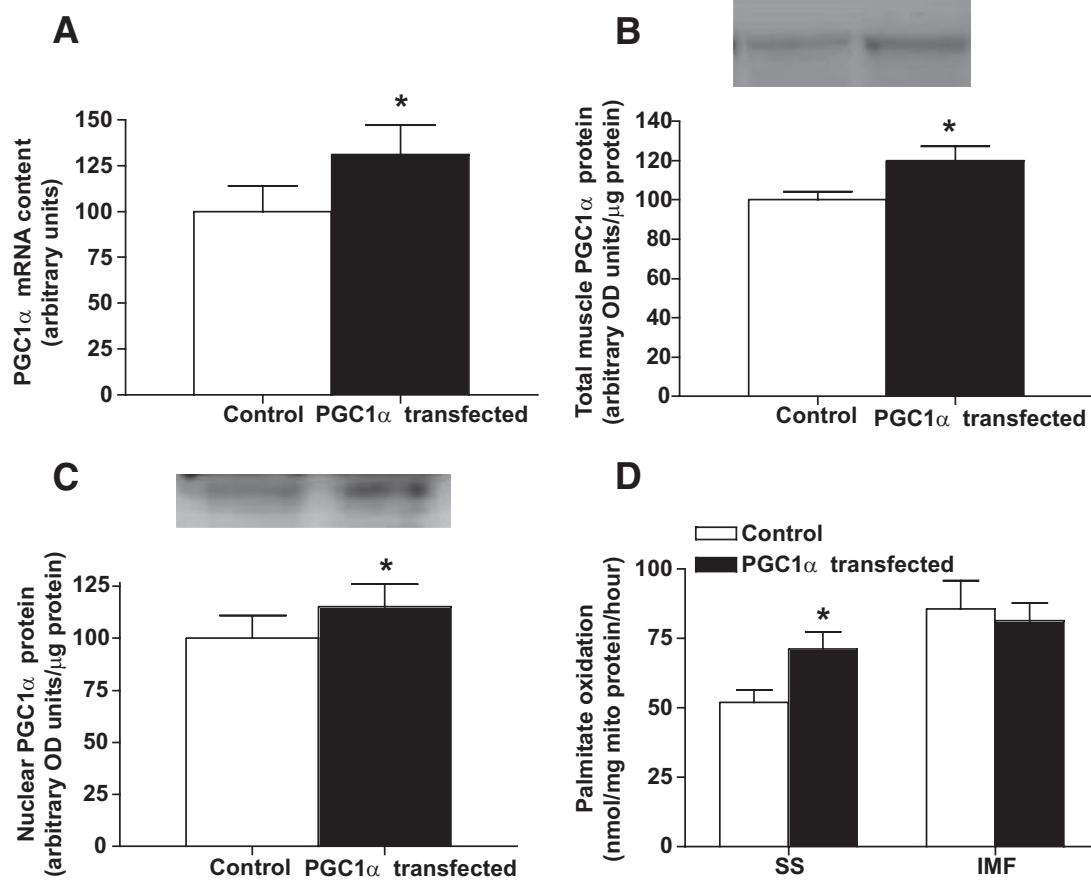 A
PGC1α mRNA content
(arbitrary units)
150
125
100
75
50
25
0
*
Control PGC1α transfected
B
Total muscle PGC1α protein
(arbitrary OD units/μg protein)
140
120
100
80
60
40
20
0
*
Control PGC1α transfected
C
Nuclear PGC1α protein
(arbitrary OD units/μg protein)
125
100
75
50
25
0
*
Control PGC1α transfected
D
Control
PGC1α transfected
Palmitate oxidation
(nmol/mg mito protein/hour)
100
75
50
25
0
*
SS IMF